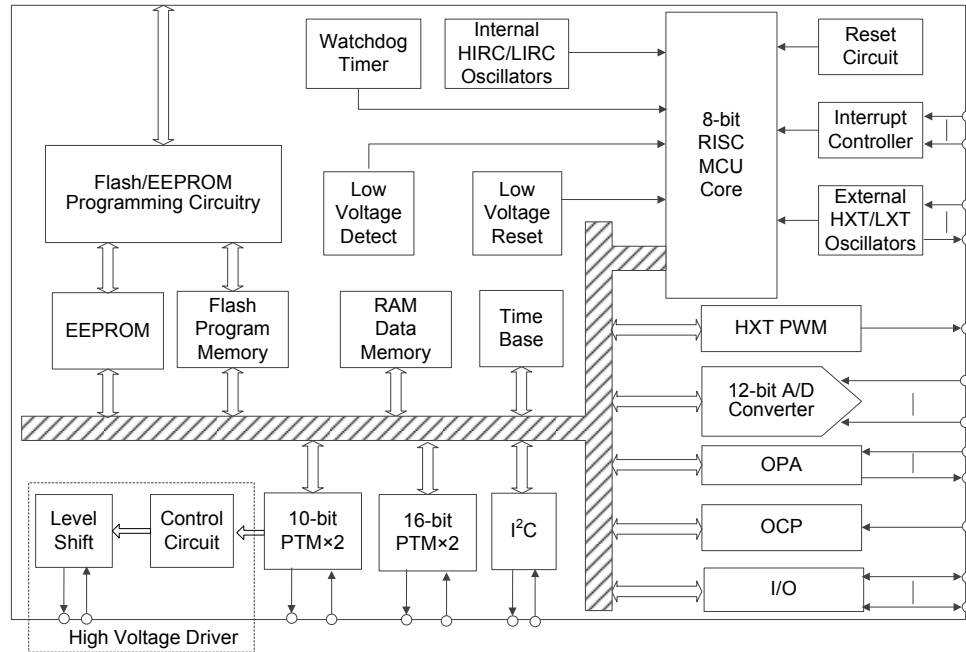 Watchdog
Timer
Internal
HIRC/LIRC
Oscillators
8-bit
RISC
MCU
Core
Reset
Circuit
Interrupt
Controller
External
HXT/LXT
Oscillators
Flash/EEPROM
Programming Circuitry
Low
Voltage
Detect
Low
Voltage
Reset
EEPROM
Flash
Program
Memory
RAM
Data
Memory
Time
Base
HXT PWM
12-bit A/D
Converter
OPA
OCP
I/O
Level
Shift
Control
Circuit
10-bit
PTM×2
16-bit
PTM×2
I²C
High Voltage Driver